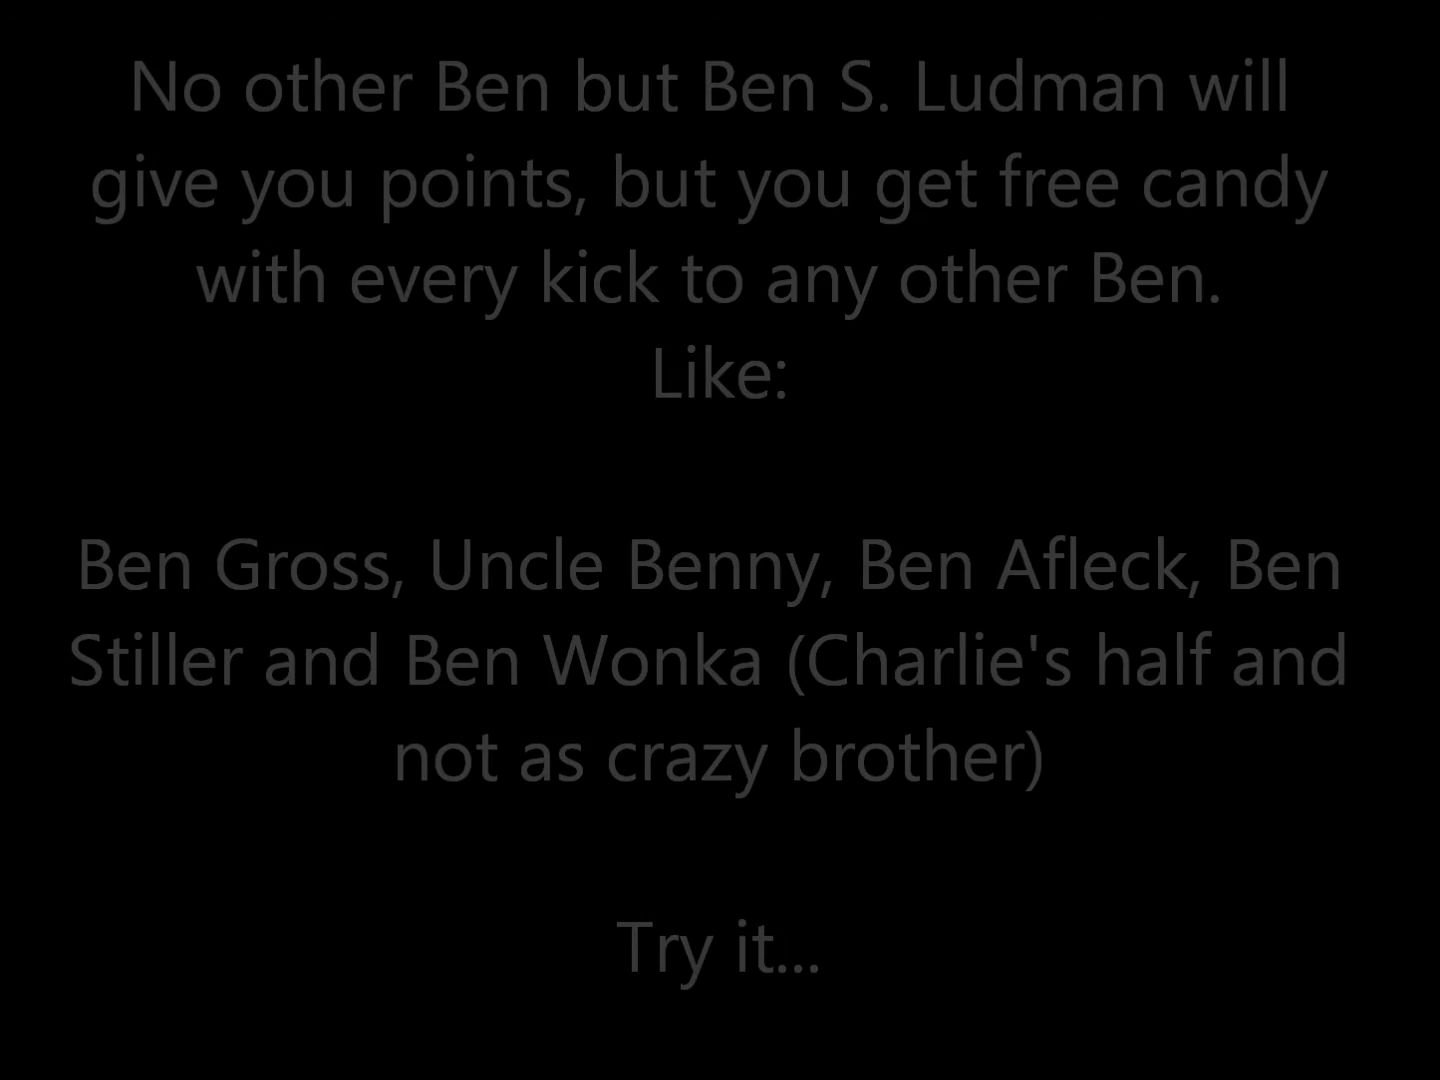 No other Ben but Ben S. Ludman will
give you points, but you get free candy
with every kick to any other Ben.
Like:
Ben Gross, Uncle Benny, Ben Afleck, Ben
Stiller and Ben Wonka (Charlie's half and
not as crazy brother)
Try it...